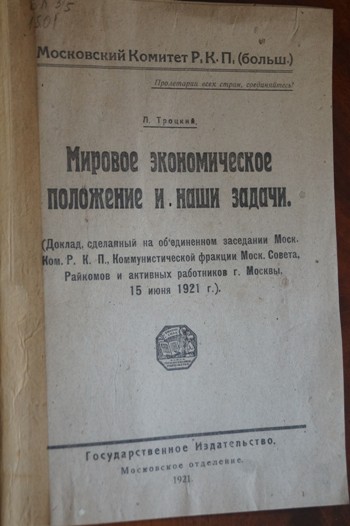 Московский Комитет Р. К. П. (больш.)
Пролетарии всех стран, соединяйтесь!
Л. Троцкий.
Мировое экономическое
положение и наши задачи.
(Доклад, сделанный на об'единенном заседании Моск.
Ком. Р. К. П., Коммунистической фракции Моск. Совета,
Райкомов и активных работников г. Москвы,
15 июня 1921 г.).
Государственное Издательство.
Московское отделение.
1921.